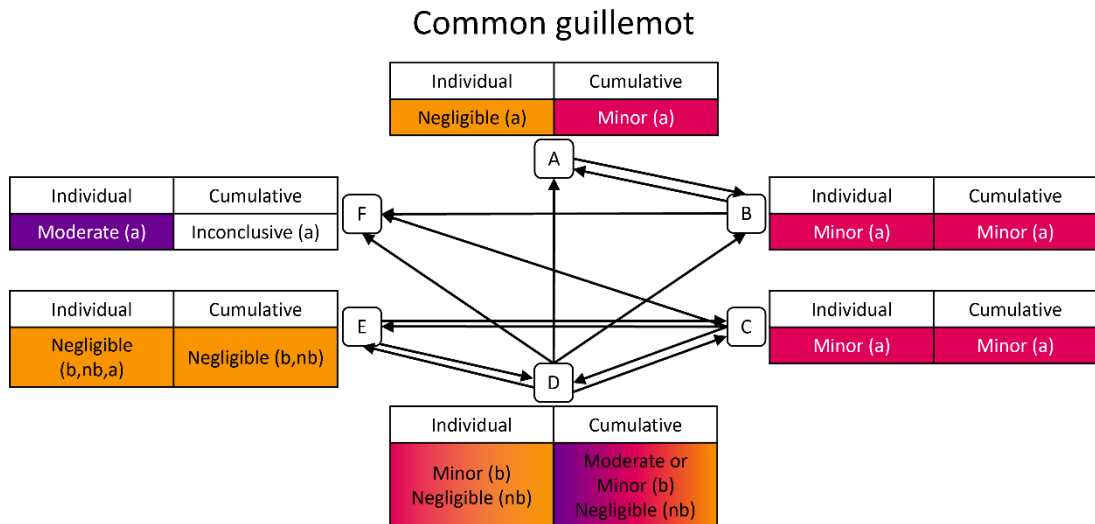 Common guillemot
Individual Cumulative
Negligible (a) Minor (a)
A
Individual Cumulative
Moderate (a) Inconclusive (a)
F
B
Individual Cumulative
Minor (a) Minor (a)
Individual Cumulative
Negligible
(b,nb,a)
Negligible (b,nb)
E
C
Individual Cumulative
Minor (a) Minor (a)
D
Individual Cumulative
Minor (b)
Negligible (nb)
Moderate or
Minor (b)
Negligible (nb)